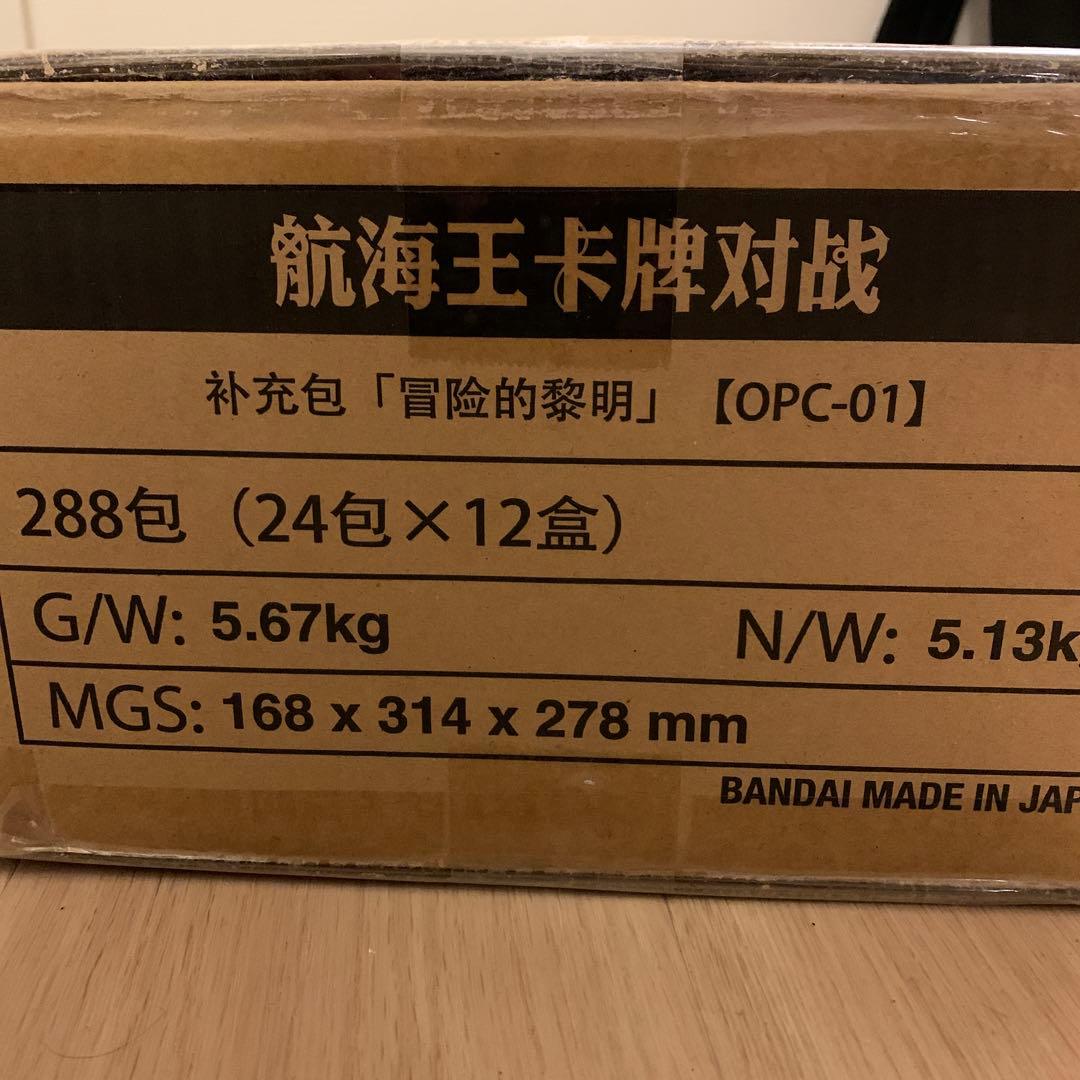 航海王卡牌对战
补充包「冒险的黎明」【OPC-01】
288包（24包×12盒）
G/W: 5.67kg N/W: 5.13k
MGS: 168 x 314 x 278 mm
BANDAI MADE IN JAP